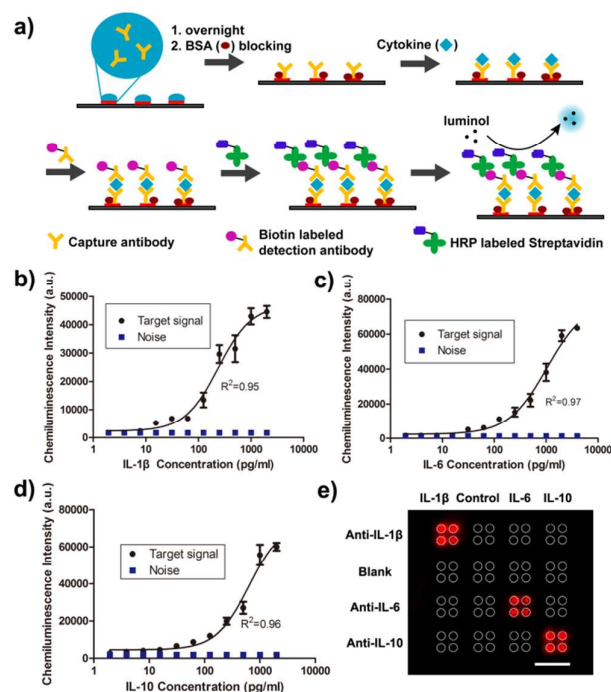 a)
1. overnight
2. BSA ( ) blocking
Cytokine ( )
luminol
Capture antibody
Biotin labeled
detection antibody
HRP labeled Streptavidin
b)
Chemiluminescence Intensity (a.u.)
50000
40000
30000
20000
10000
0
Target signal
Noise
R²=0.95
1
10
100
1000
10000
IL-1β Concentration (pg/ml)
c)
Chemiluminescence Intensity (a.u.)
80000
60000
40000
20000
0
Target signal
Noise
R²=0.97
1
10
100
1000
10000
IL-6 Concentration (pg/ml)
d)
Chemiluminescence Intensity (a.u.)
80000
60000
40000
20000
0
Target signal
Noise
R²=0.96
1
10
100
1000
10000
IL-10 Concentration (pg/ml)
e)
IL-1β Control IL-6 IL-10
Anti-IL-1β
Blank
Anti-IL-6
Anti-IL-10